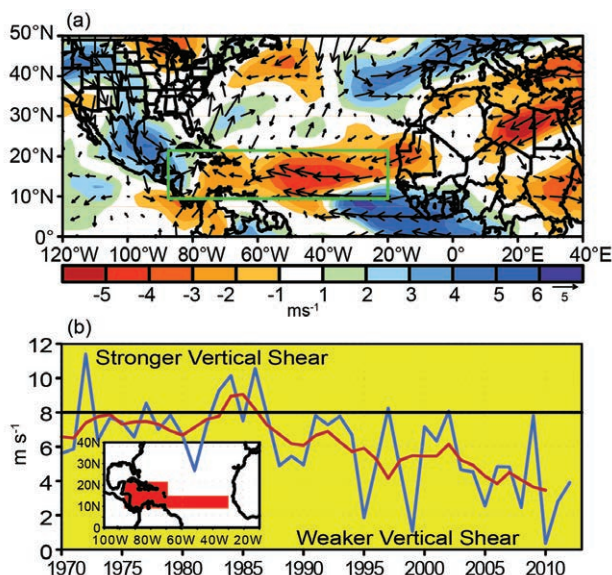 (a)
50°N
40°N
30°N
20°N
10°N
0°
120°W 100°W 80°W 60°W 40°W 20°W 0° 20°E 40°E
-5 -4 -3 -2 -1 1 2 3 4 5 6 5
ms⁻¹
(b)
12
Stronger Vertical Shear
10
8
m s⁻¹
6
40N
30N
20N
10N
0
100W 80W 60W 40W 20W 0W
4
2
Weaker Vertical Shear
0
1970 1975 1980 1985 1990 1995 2000 2005 2010